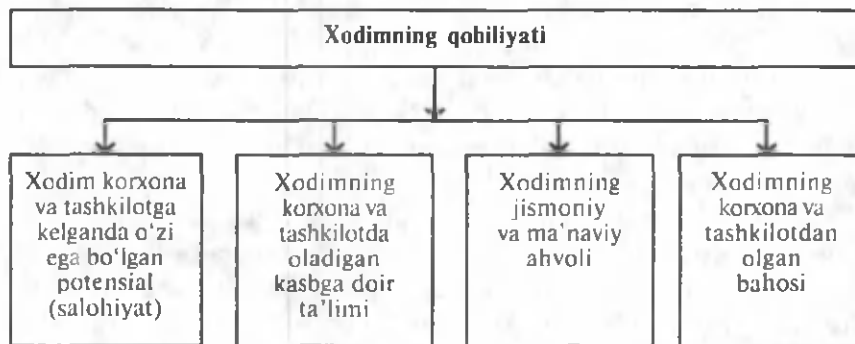 Xodimning qobiliyati
Xodim korxona
va tashkilotga
kelganda o‘zi
ega bo‘lgan
potensial
(salohiyat)
Xodimning
korxona va
tashkilotda
oladigan
kasbga doir
ta’limi
Xodimning
jismoniy
va ma’naviy
ahvoli
Xodimning
korxona va
tashkilotdan
olgan
bahosi